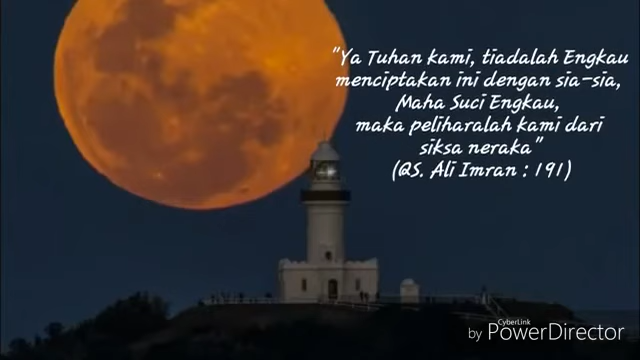 "Ya Tuhan kami, tiadalah Engkau
menciptakan ini dengan sia-sia,
Maha Suci Engkau,
maka peliharalah kami dari
siksa neraka"
(QS. Ali Imran : 191)
CyberLink
by PowerDirector